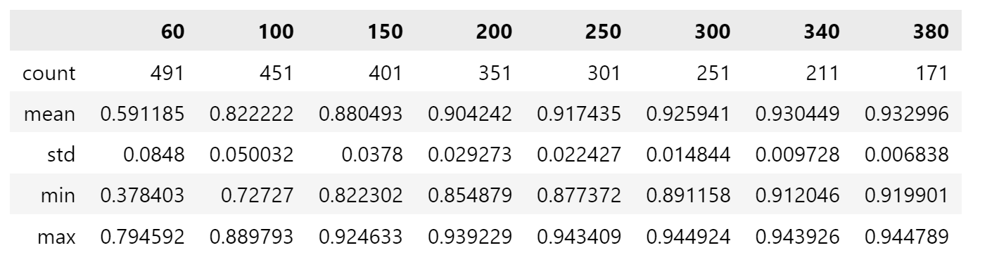 60 100 150 200 250 300 340 380
count 491 451 401 351 301 251 211 171
mean 0.591185 0.822222 0.880493 0.904242 0.917435 0.925941 0.930449 0.932996
std 0.0848 0.050032 0.0378 0.029273 0.022427 0.014844 0.009728 0.006838
min 0.378403 0.72727 0.822302 0.854879 0.877372 0.891158 0.912046 0.919901
max 0.794592 0.889793 0.924633 0.939229 0.943409 0.944924 0.943926 0.944789